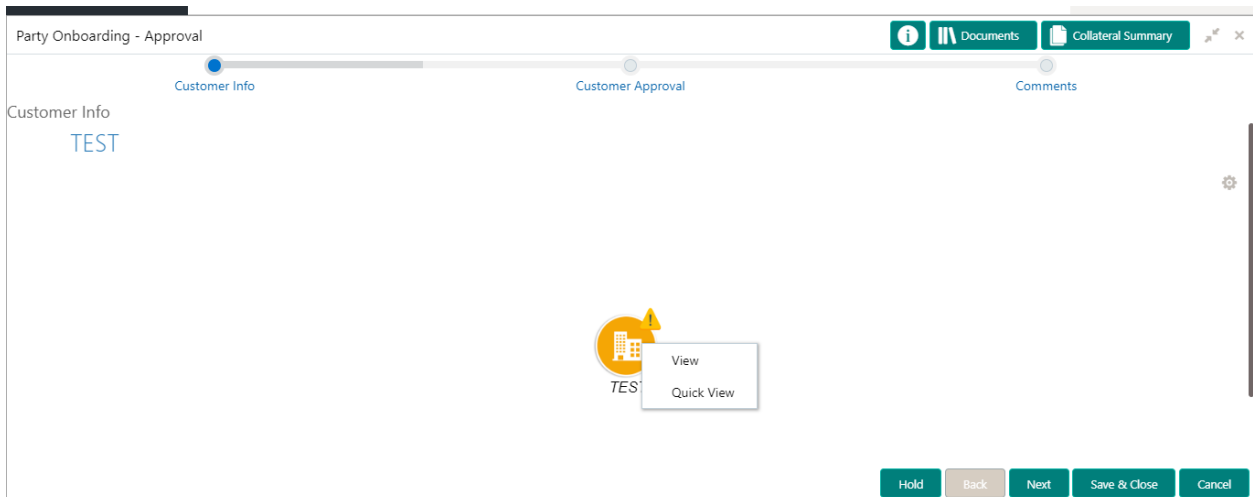 Party Onboarding - Approval
Documents
Collateral Summary
Customer Info
Customer Approval
Comments
Customer Info
TEST
View
TEST
Quick View
Hold
Back
Next
Save & Close
Cancel